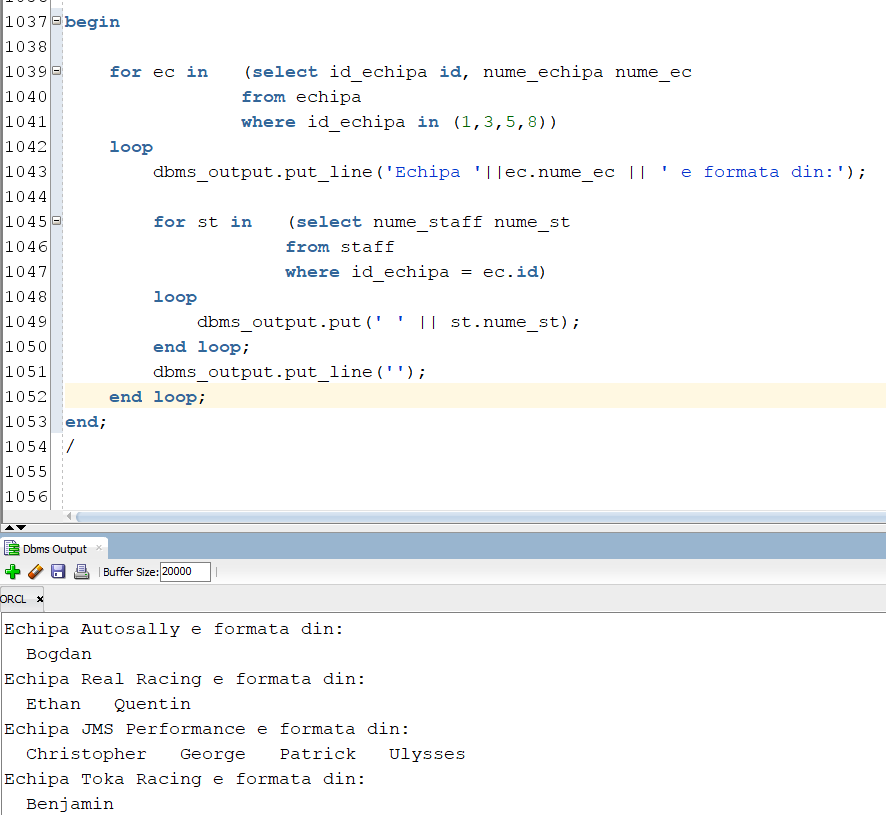 1037 begin
1038
1039     for ec in   (select id_echipa id, nume_echipa nume_ec
1040                 from echipa
1041                 where id_echipa in (1,3,5,8))
1042     loop
1043         dbms_output.put_line('Echipa '||ec.nume_ec || ' e formata din:');
1044
1045         for st in   (select nume_staff nume_st
1046                     from staff
1047                     where id_echipa = ec.id)
1048         loop
1049             dbms_output.put('  ' || st.nume_st);
1050         end loop;
1051         dbms_output.put_line('');
1052     end loop;
1053 end;
1054 /
1055
1056
Dbms Output ×
Buffer Size: 20000
ORCL ×
Echipa Autosally e formata din:
  Bogdan
Echipa Real Racing e formata din:
  Ethan   Quentin
Echipa JMS Performance e formata din:
  Christopher   George   Patrick   Ulysses
Echipa Toka Racing e formata din:
  Benjamin